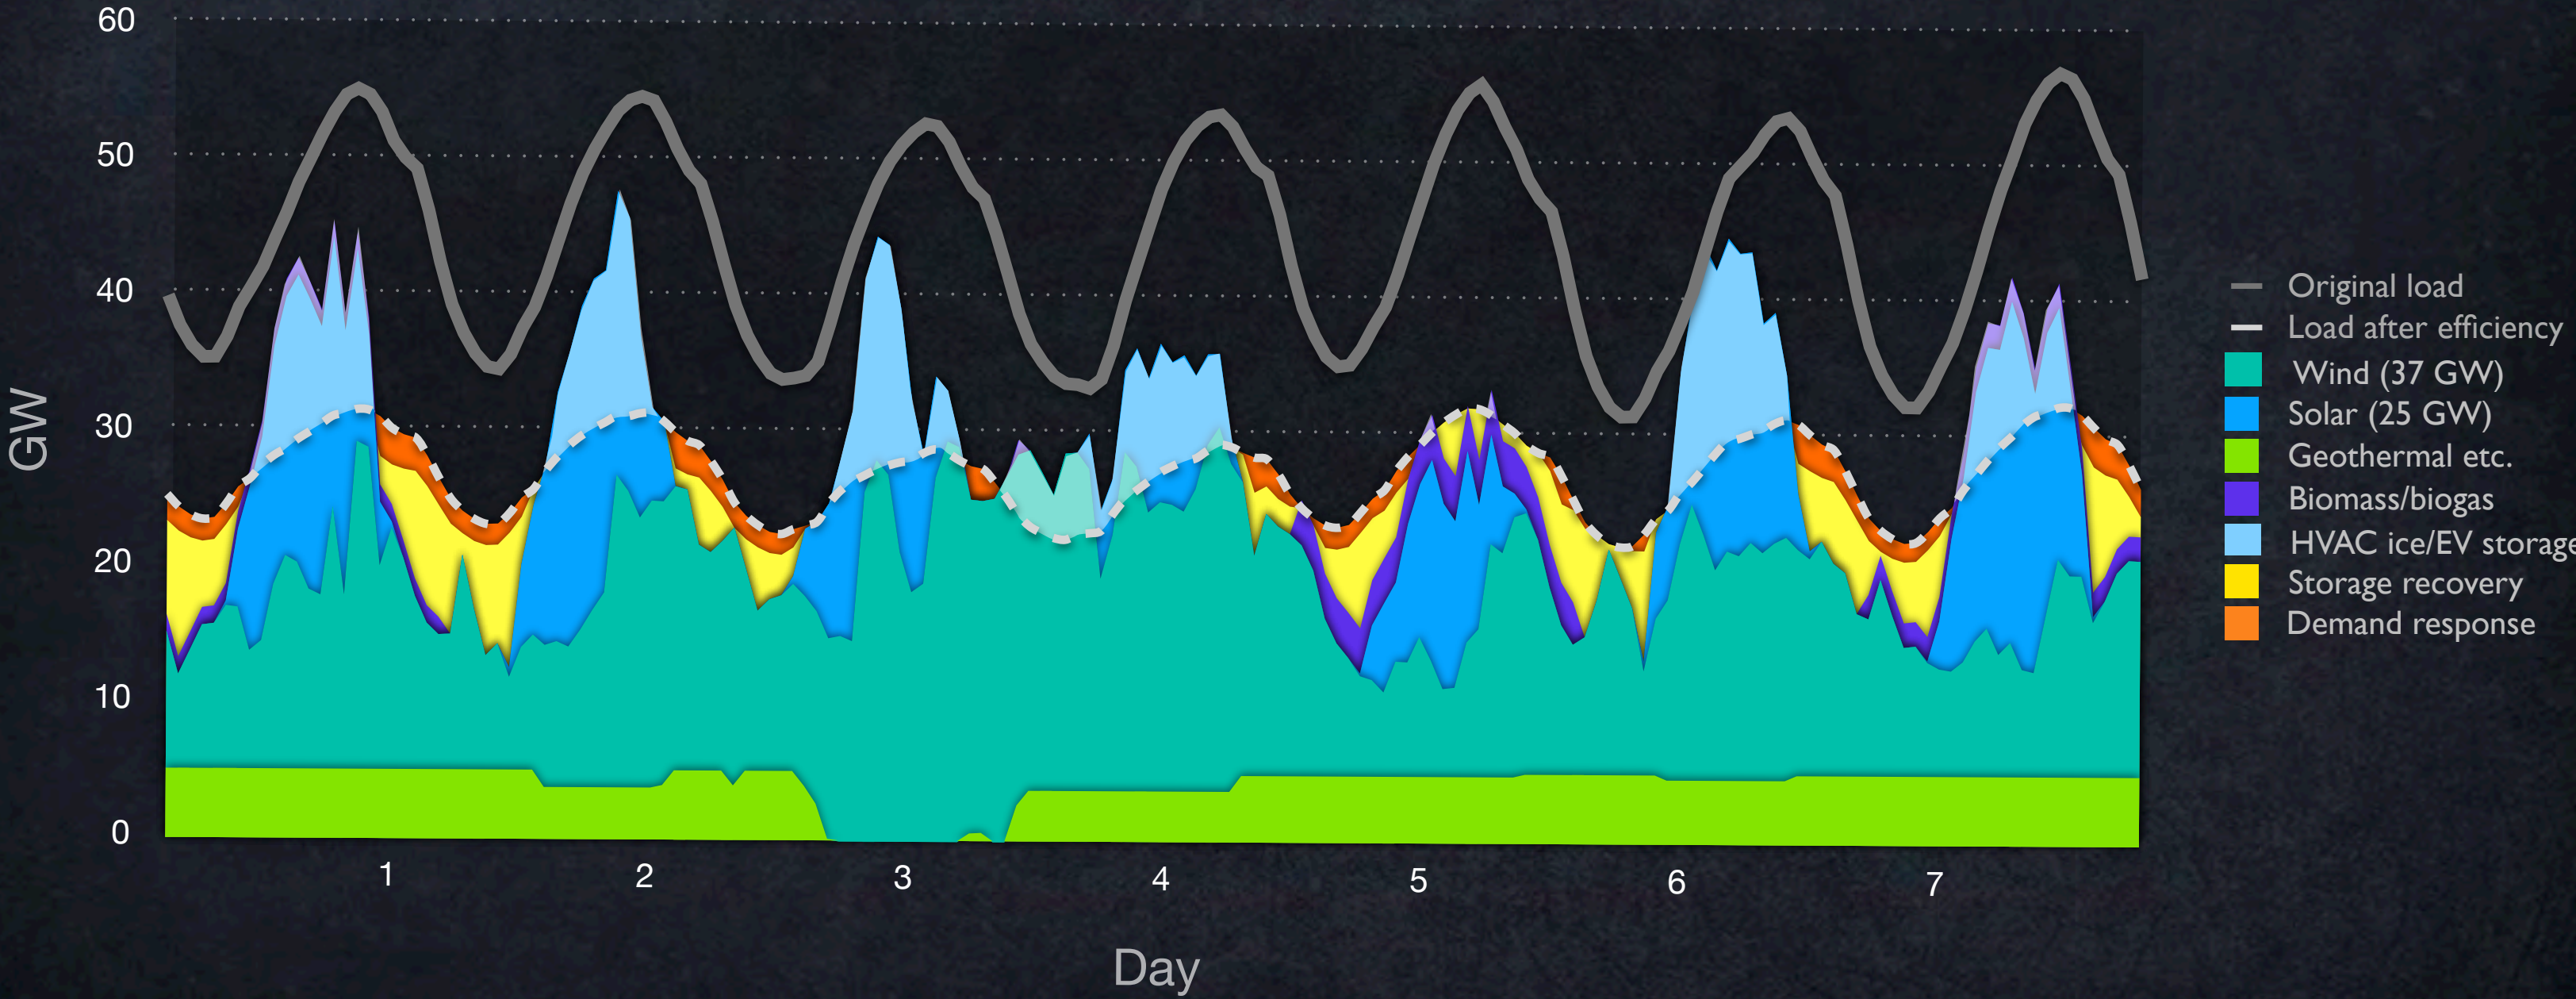 60
50
40
30
20
10
0
GW
1
2
3
4
5
6
7
Day
Original load
Load after efficiency
Wind (37 GW)
Solar (25 GW)
Geothermal etc.
Biomass/biogas
HVAC ice/EV storage
Storage recovery
Demand response